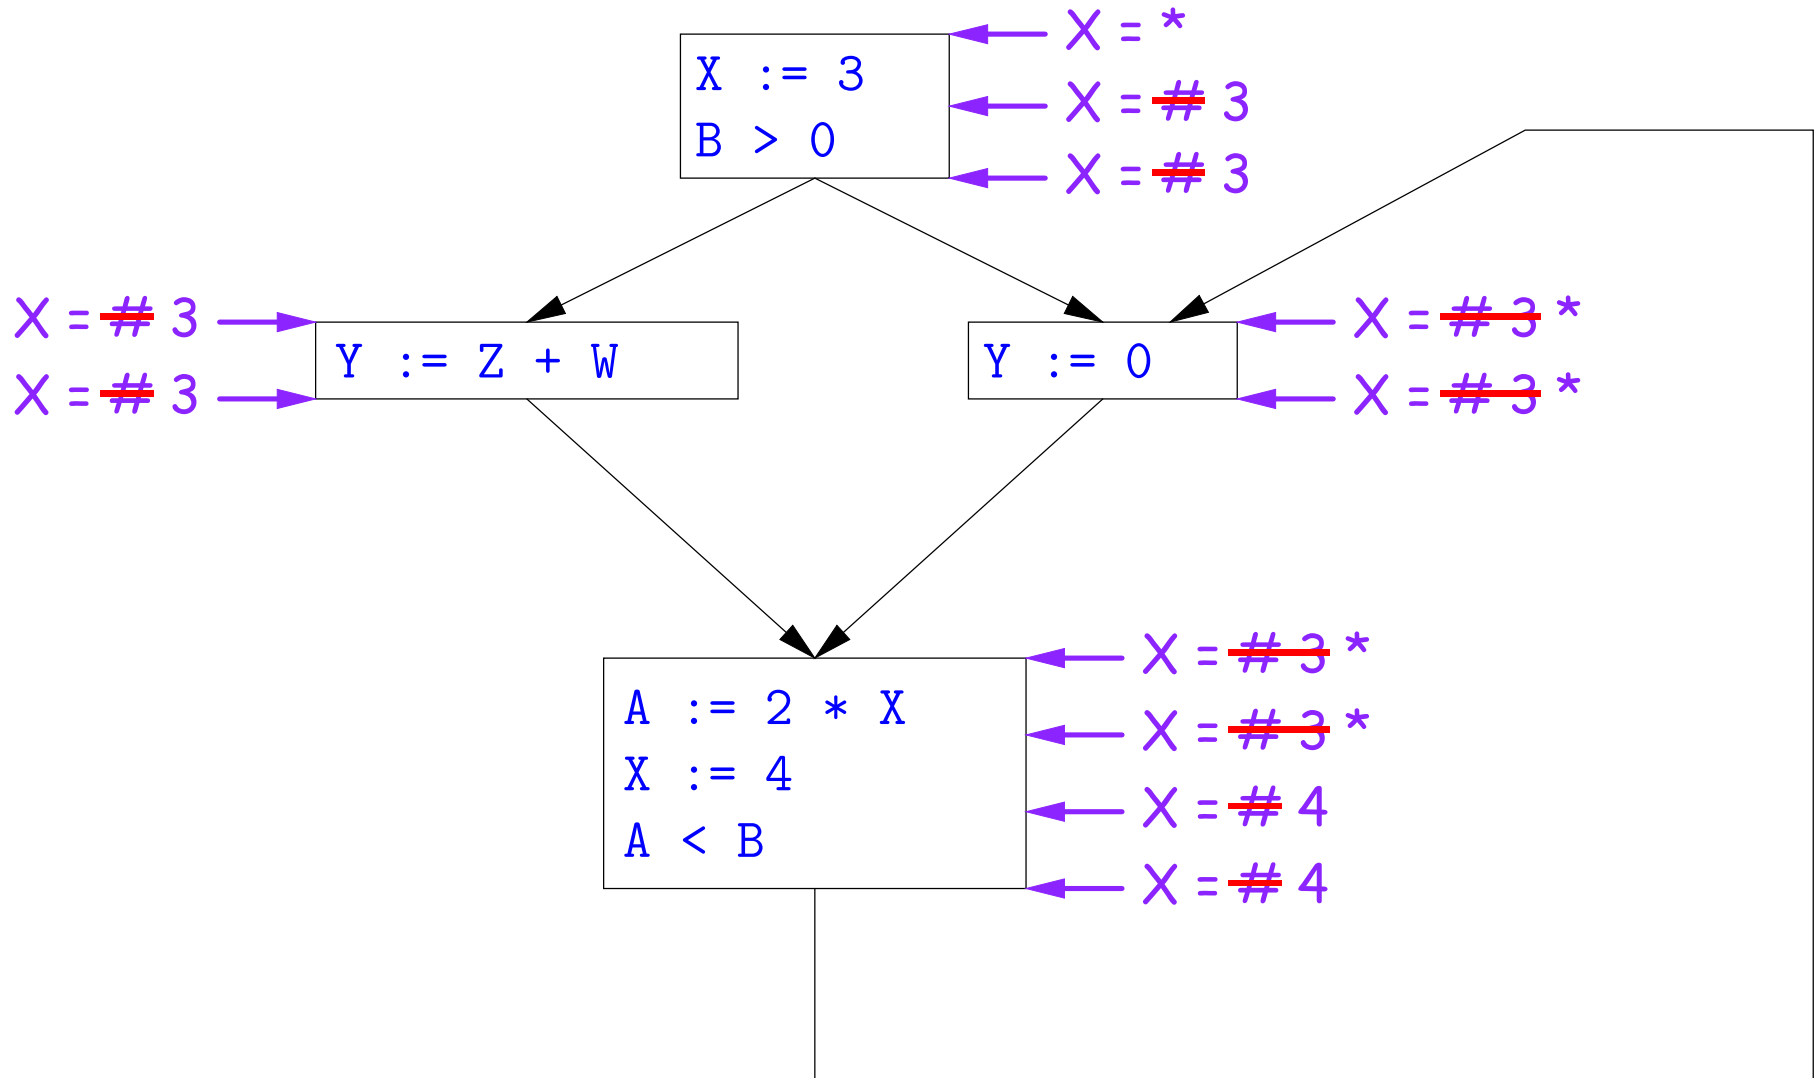 X = *
X := 3
X = # 3
B > 0
X = # 3
X = # 3
Y := Z + W
X = # 3
Y := 0
X = # 3 *
X = # 3 *
X = # 3 *
A := 2 * X
X = # 3 *
X := 4
X = # 4
A < B
X = # 4